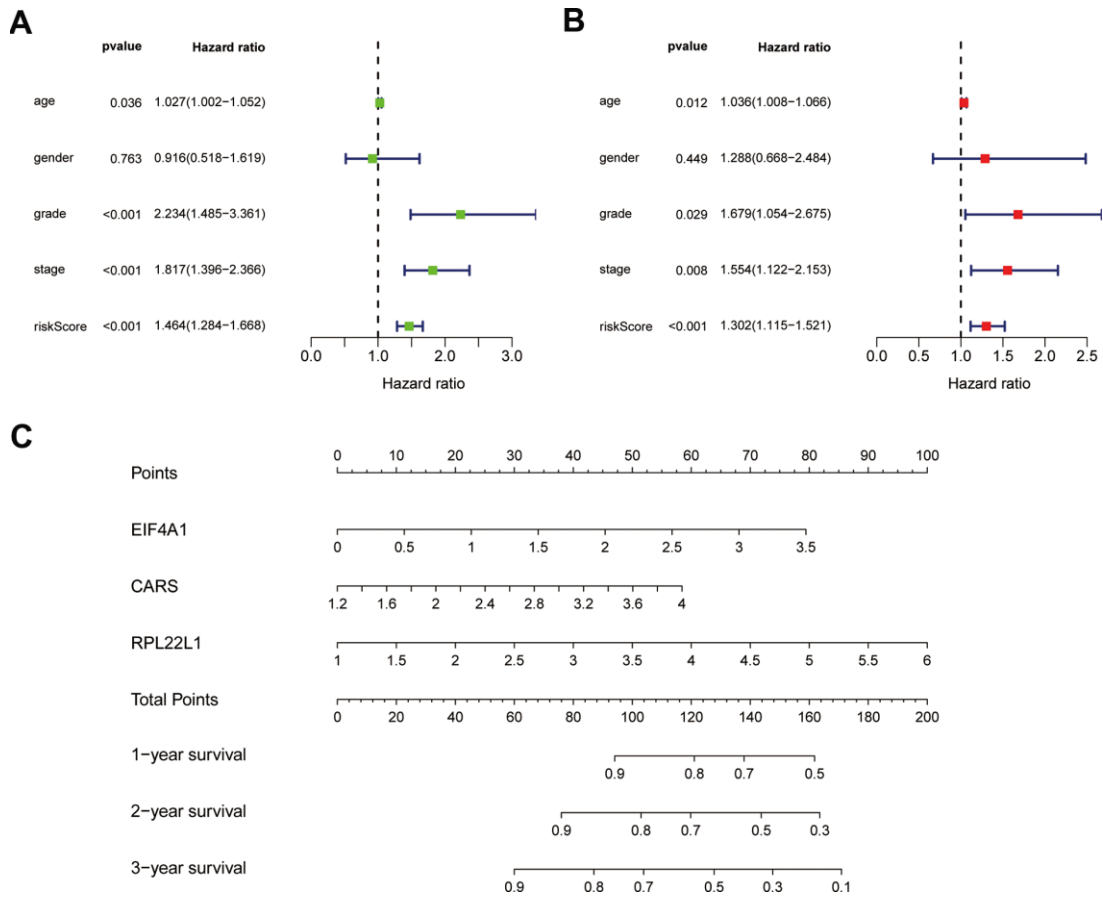 A
pvalue Hazard ratio
age 0.036 1.027(1.002−1.052)
gender 0.763 0.916(0.518−1.619)
grade <0.001 2.234(1.485−3.361)
stage <0.001 1.817(1.396−2.366)
riskScore <0.001 1.464(1.284−1.668)
0.0 1.0 2.0 3.0
Hazard ratio
B
pvalue Hazard ratio
age 0.012 1.036(1.008−1.066)
gender 0.449 1.288(0.668−2.484)
grade 0.029 1.679(1.054−2.675)
stage 0.008 1.554(1.122−2.153)
riskScore <0.001 1.302(1.115−1.521)
0.0 0.5 1.0 1.5 2.0 2.5
Hazard ratio
C
Points 0 10 20 30 40 50 60 70 80 90 100
EIF4A1 0 0.5 1 1.5 2 2.5 3 3.5
CARS 1.2 1.6 2 2.4 2.8 3.2 3.6 4
RPL22L1 1 1.5 2 2.5 3 3.5 4 4.5 5 5.5 6
Total Points 0 20 40 60 80 100 120 140 160 180 200
1−year survival 0.9 0.8 0.7 0.5
2−year survival 0.9 0.8 0.7 0.5 0.3
3−year survival 0.9 0.8 0.7 0.5 0.3 0.1